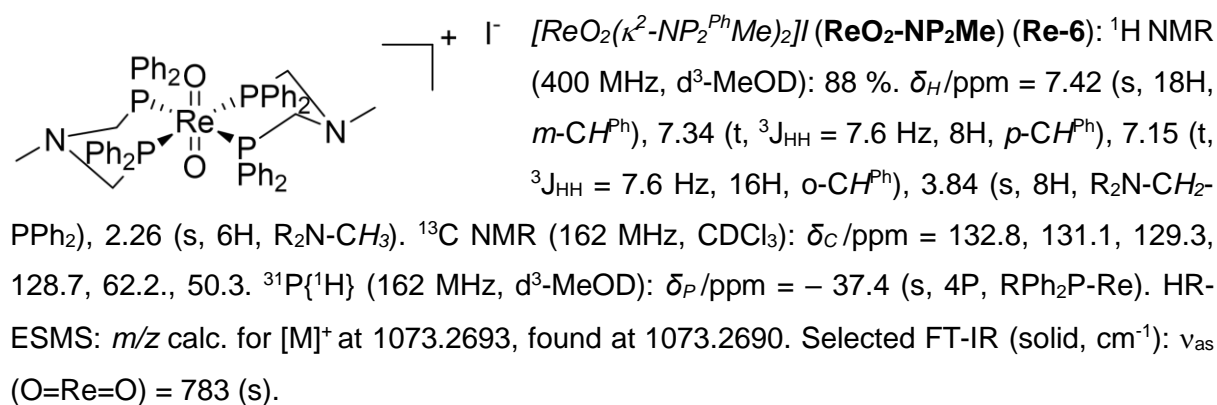 + I-
Ph2 O
P PPh2
N Re N
Ph2P P
O Ph2
[ReO2(κ2-NP2PhMe)2]I (ReO2-NP2Me) (Re-6): 1H NMR
(400 MHz, d3-MeOD): 88 %. δH/ppm = 7.42 (s, 18H,
m-CHPh), 7.34 (t, 3JHH = 7.6 Hz, 8H, p-CHPh), 7.15 (t,
3JHH = 7.6 Hz, 16H, o-CHPh), 3.84 (s, 8H, R2N-CH2-
PPh2), 2.26 (s, 6H, R2N-CH3). 13C NMR (162 MHz, CDCl3): δC/ppm = 132.8, 131.1, 129.3,
128.7, 62.2., 50.3. 31P{1H} (162 MHz, d3-MeOD): δP/ppm = – 37.4 (s, 4P, RPh2P-Re). HR-
ESMS: m/z calc. for [M]+ at 1073.2693, found at 1073.2690. Selected FT-IR (solid, cm-1): νas
(O=Re=O) = 783 (s).